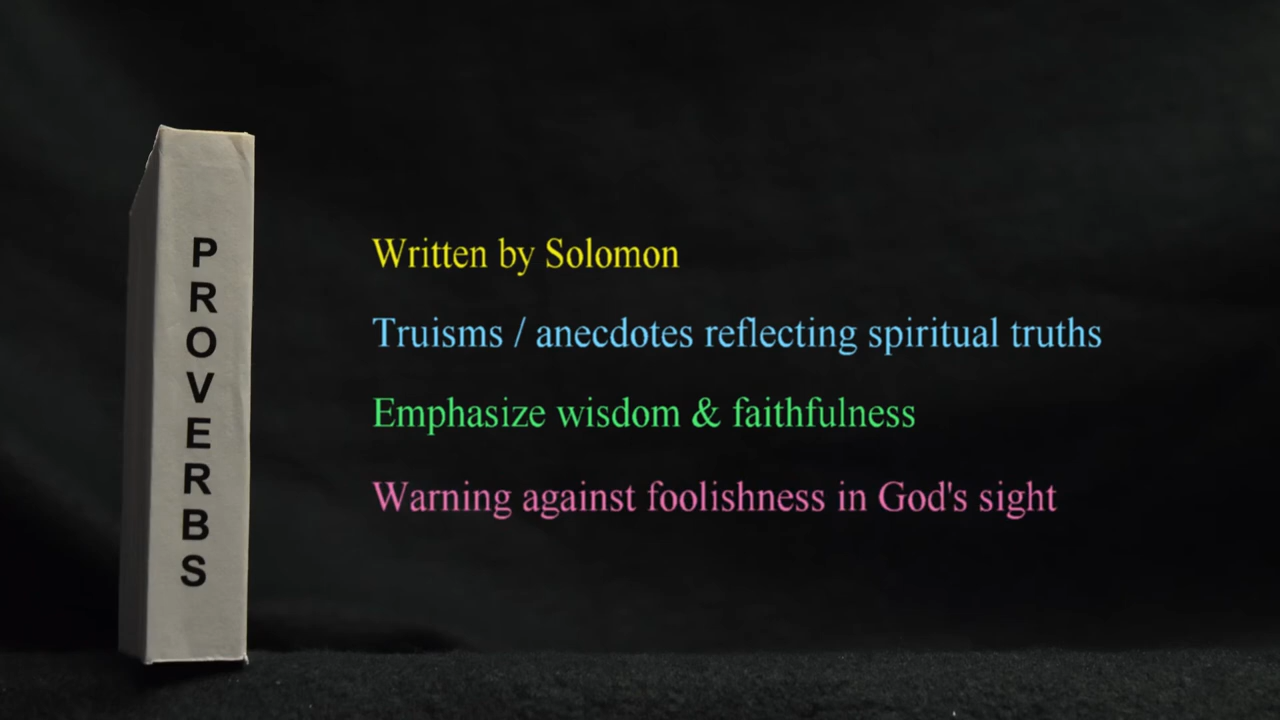 PROVERBS
Written by Solomon
Truisms / anecdotes reflecting spiritual truths
Emphasize wisdom & faithfulness
Warning against foolishness in God's sight